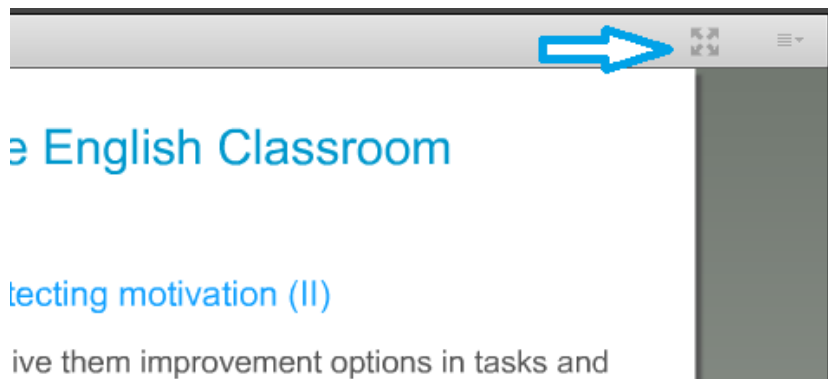 e English Classroom
tecting motivation (II)
ive them improvement options in tasks and